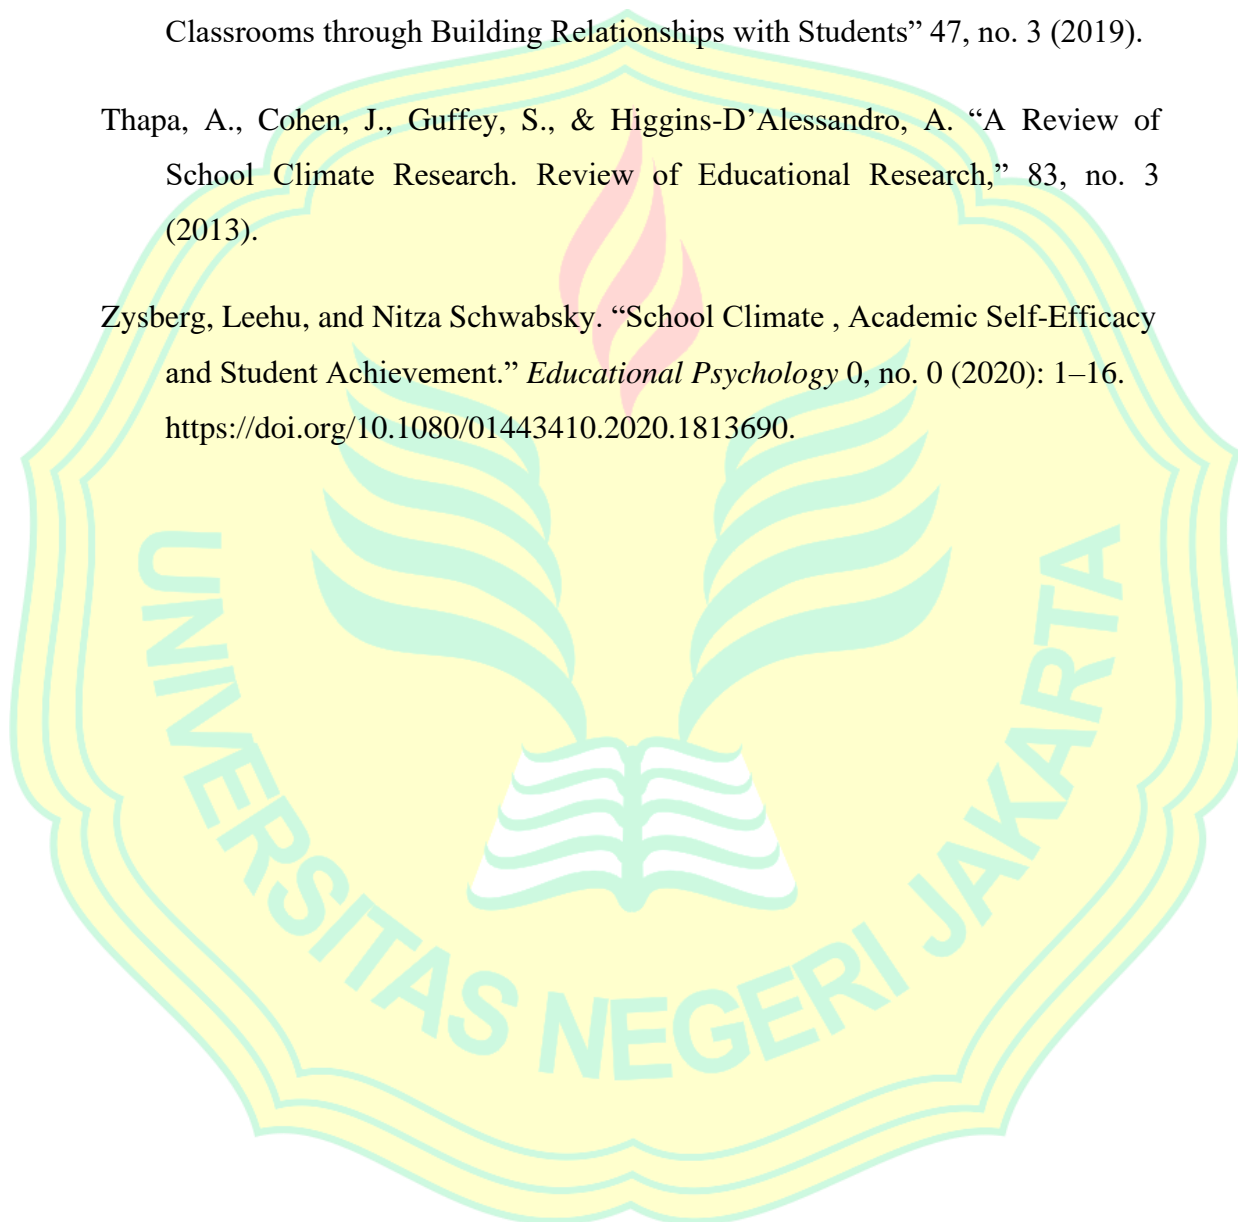 Classrooms through Building Relationships with Students” 47, no. 3 (2019).
Thapa, A., Cohen, J., Guffey, S., & Higgins-D’Alessandro, A. “A Review of
School Climate Research. Review of Educational Research,” 83, no. 3
(2013).
Zysberg, Leehu, and Nitza Schwabsky. “School Climate , Academic Self-Efficacy
and Student Achievement.” Educational Psychology 0, no. 0 (2020): 1–16.
https://doi.org/10.1080/01443410.2020.1813690.
UNIVERSITAS NEGERI JAKARTA